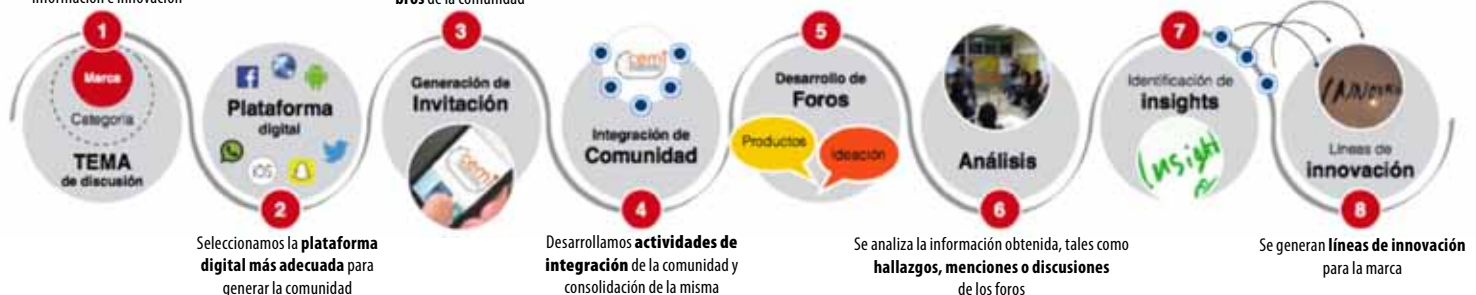 información e innovación
bros de la comunidad
1
Marca
Categoría
TEMA
de discusión
Plataforma
digital
iOS
2
Seleccionamos la plataforma
digital más adecuada para
generar la comunidad
3
Generación de
Invitación
cemi
cemi
Integración de
Comunidad
4
Desarrollamos actividades de
integración de la comunidad y
consolidación de la misma
5
Desarrollo de
Foros
Productos
Ideación
Análisis
6
Se analiza la información obtenida, tales como
hallazgos, menciones o discusiones
de los foros
7
Identificación de
insights
Insight
Líneas de
innovación
8
Se generan líneas de innovación
para la marca